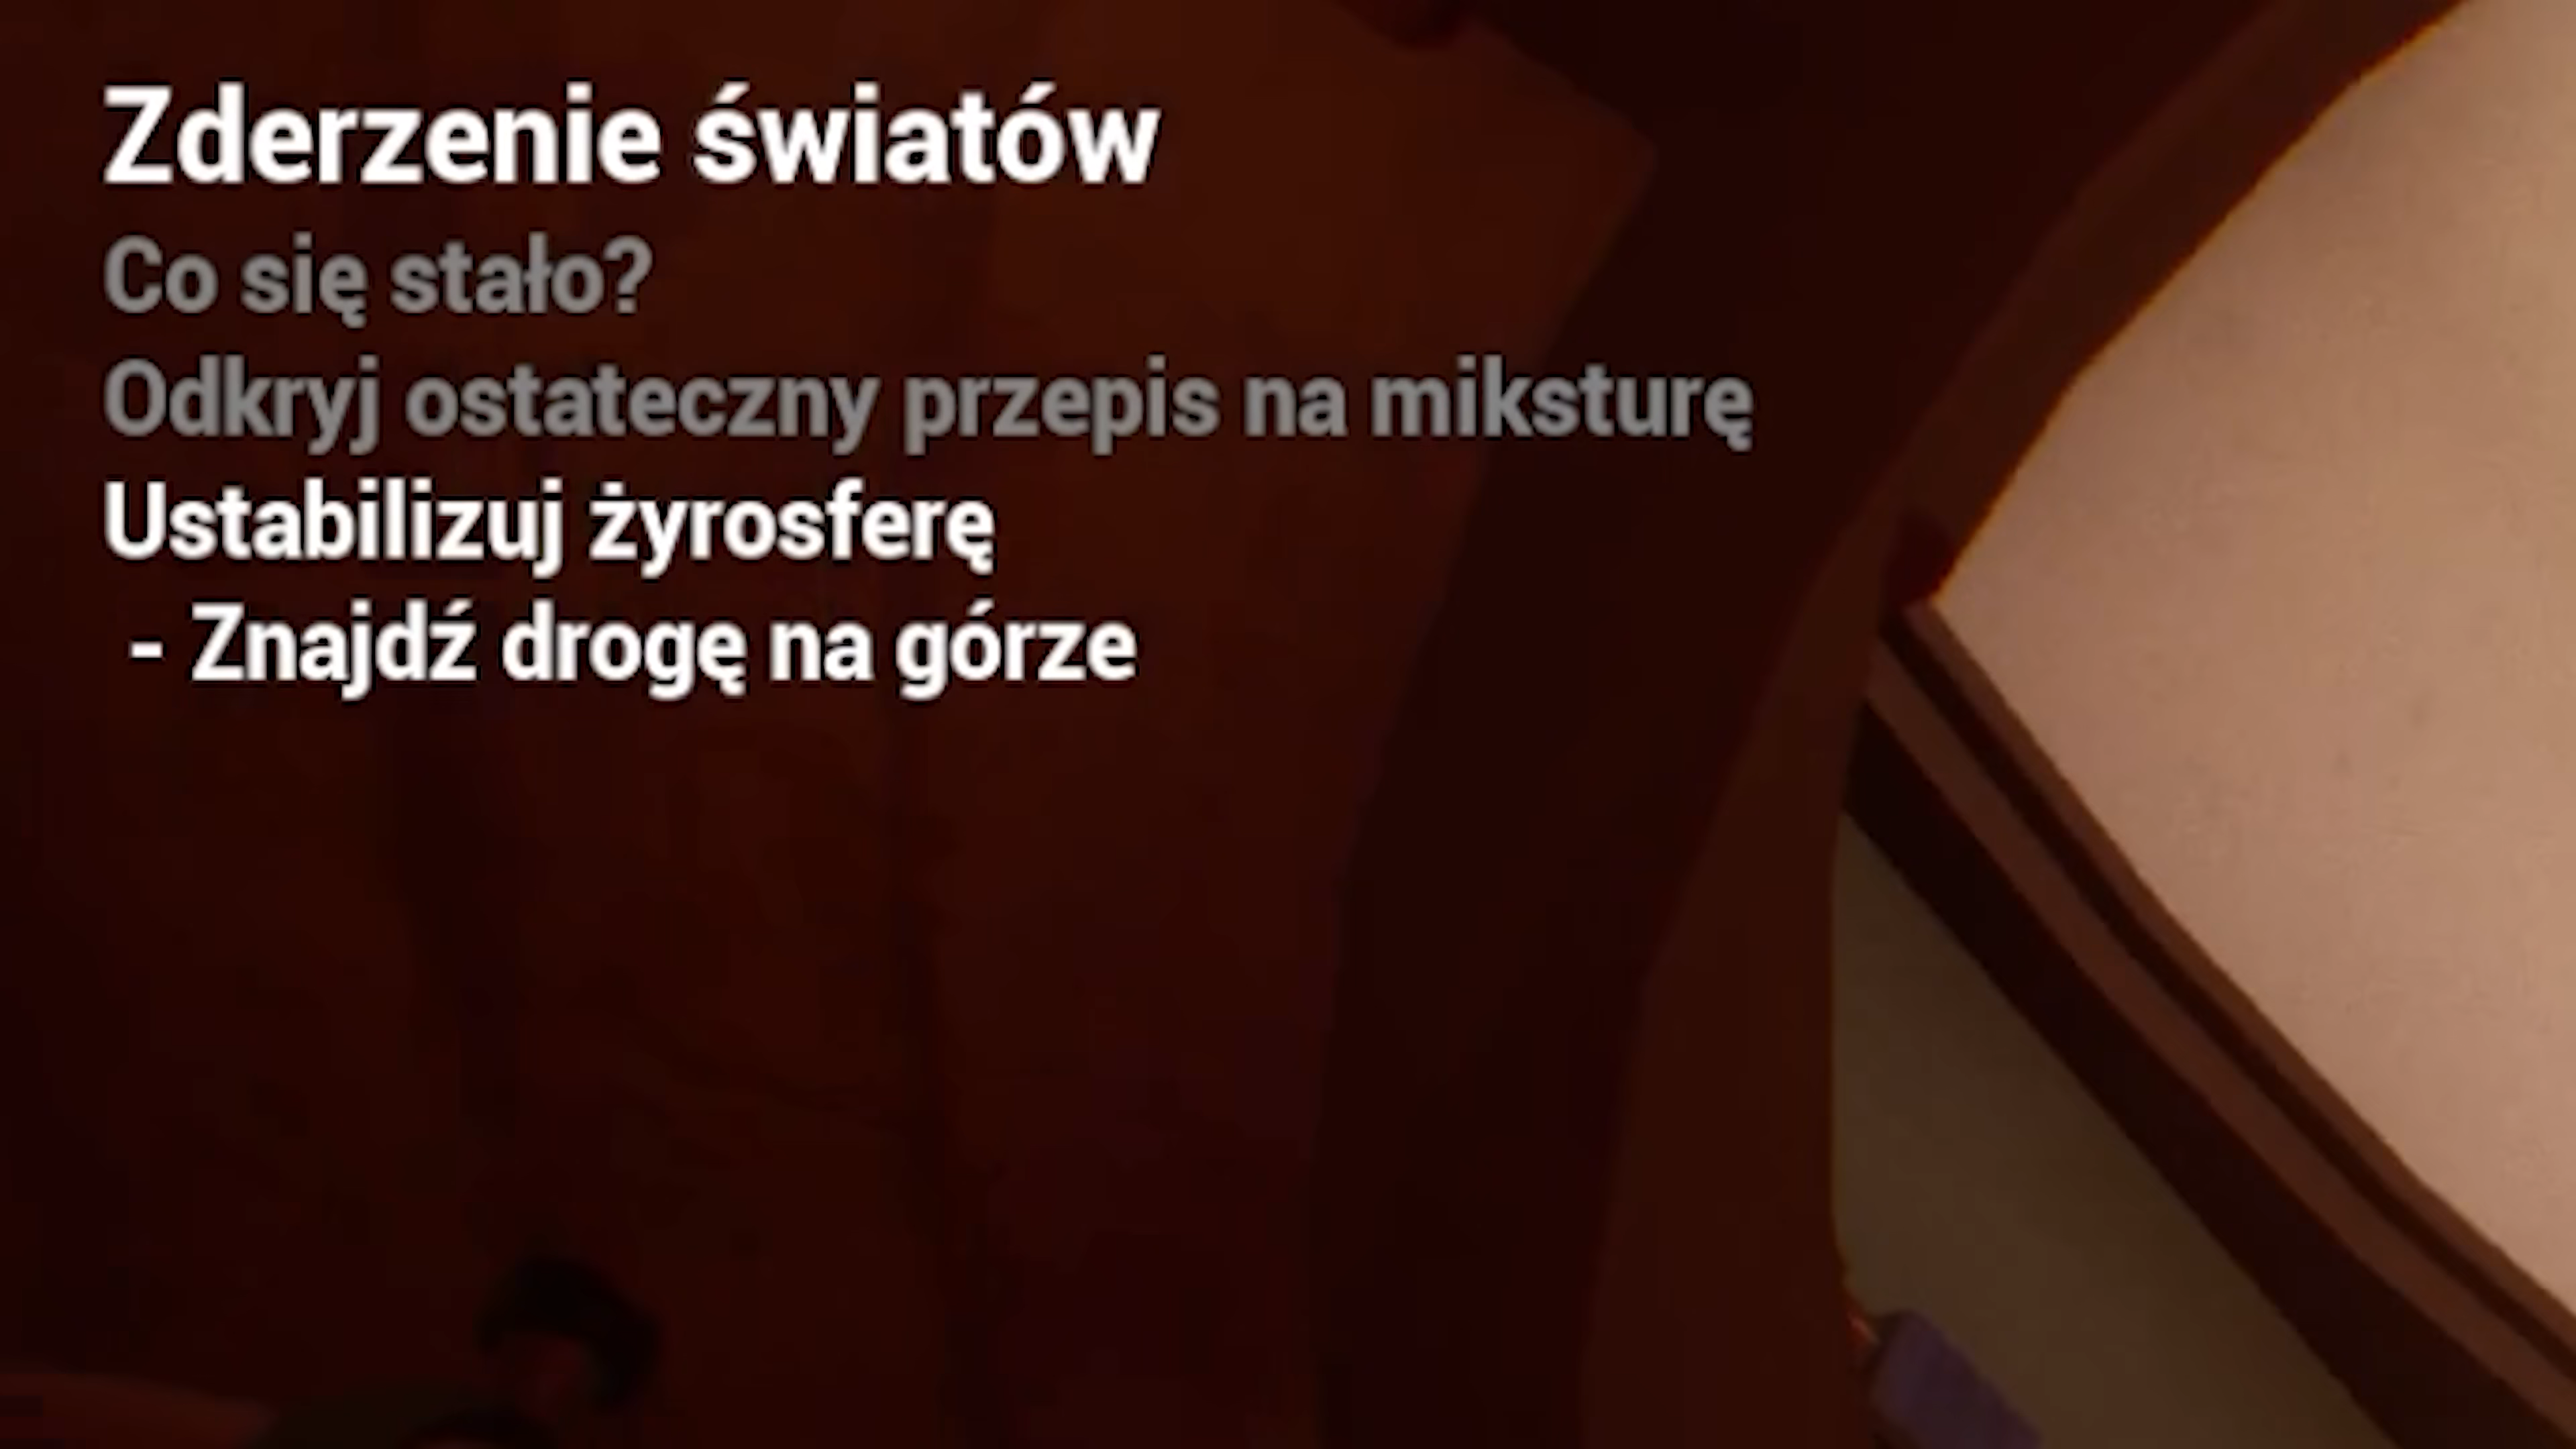 Zderzenie światów
Co się stało?
Odkryj ostateczny przepis na miksturę
Ustabilizuj żyrosferę
- Znajdź drogę na górze